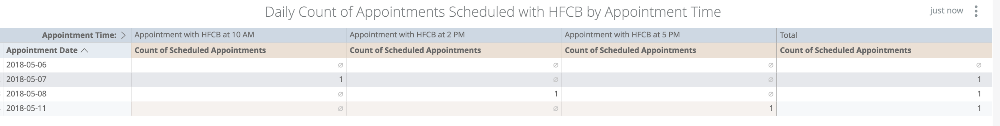 Daily Count of Appointments Scheduled with HFCB by Appointment Time
just now
Appointment Time: Appointment with HFCB at 10 AM Appointment with HFCB at 2 PM Appointment with HFCB at 5 PM Total
Appointment Date Count of Scheduled Appointments Count of Scheduled Appointments Count of Scheduled Appointments Count of Scheduled Appointments
2018-05-06 ∅ ∅ ∅ ∅
2018-05-07 1 ∅ ∅ 1
2018-05-08 ∅ 1 ∅ 1
2018-05-11 ∅ ∅ 1 1